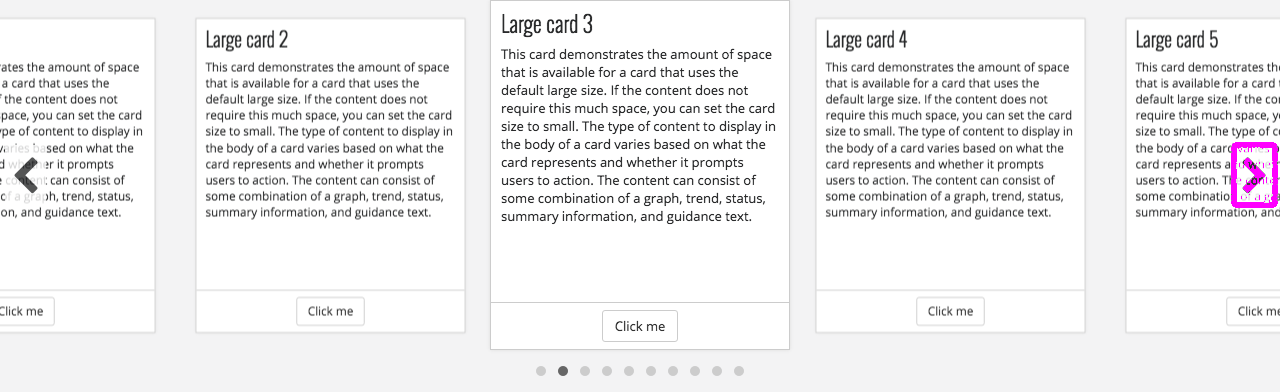 ates the amount of space
a card that uses the
f the content does not
pace, you can set the card
ype of content to display in
varies based on what the
d whether it prompts
content can consist of
of a graph, trend, status,
on, and guidance text.
Click me
Large card 2
This card demonstrates the amount of space
that is available for a card that uses the
default large size. If the content does not
require this much space, you can set the card
size to small. The type of content to display in
the body of a card varies based on what the
card represents and whether it prompts
users to action. The content can consist of
some combination of a graph, trend, status,
summary information, and guidance text.
Click me
Large card 3
This card demonstrates the amount of space
that is available for a card that uses the
default large size. If the content does not
require this much space, you can set the card
size to small. The type of content to display in
the body of a card varies based on what the
card represents and whether it prompts
users to action. The content can consist of
some combination of a graph, trend, status,
summary information, and guidance text.
Click me
Large card 4
This card demonstrates the amount of space
that is available for a card that uses the
default large size. If the content does not
require this much space, you can set the card
size to small. The type of content to display in
the body of a card varies based on what the
card represents and whether it prompts
users to action. The content can consist of
some combination of a graph, trend, status,
summary information, and guidance text.
Click me
Large card 5
This card demonstrates the
that is available for a card
default large size. If the co
require this much space, y
size to small. The type of c
the body of a card
card represents a
users to action. T
some combination
summary information, and
Click me